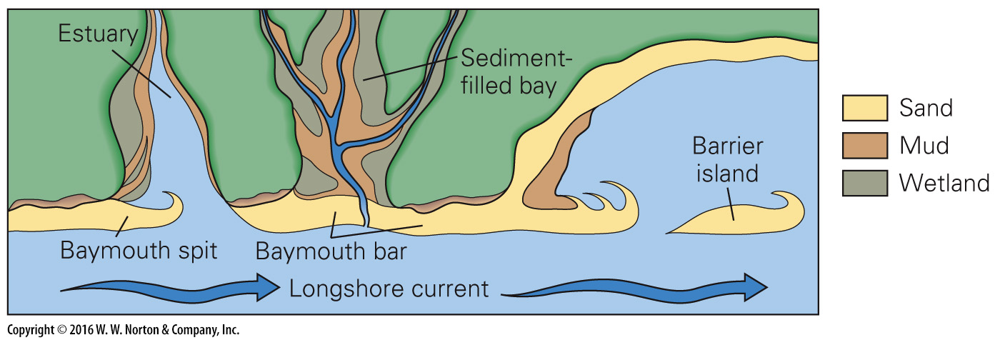 Estuary
Sediment-
filled bay
Sand
Mud
Wetland
Barrier
island
Baymouth spit
Baymouth bar
Longshore current
Copyright © 2016 W. W. Norton & Company, Inc.